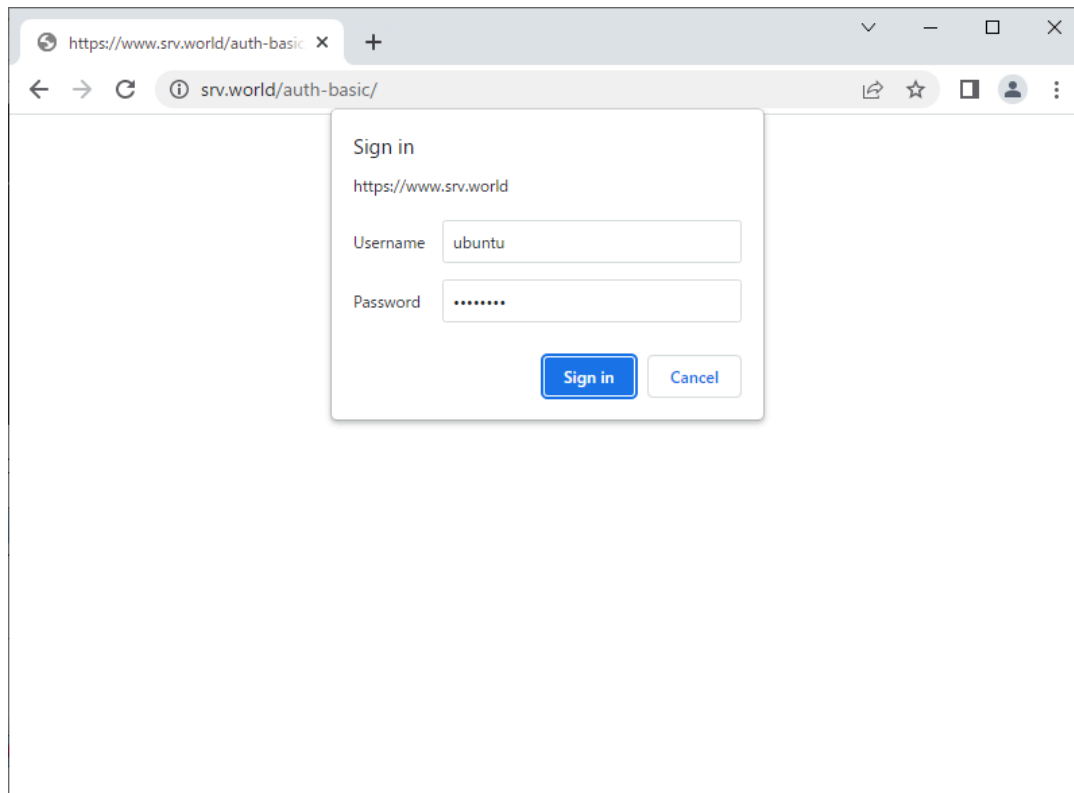 https://www.srv.world/auth-basic
srv.world/auth-basic/
Sign in
https://www.srv.world
Username ubuntu
Password ••••••••
Sign in Cancel